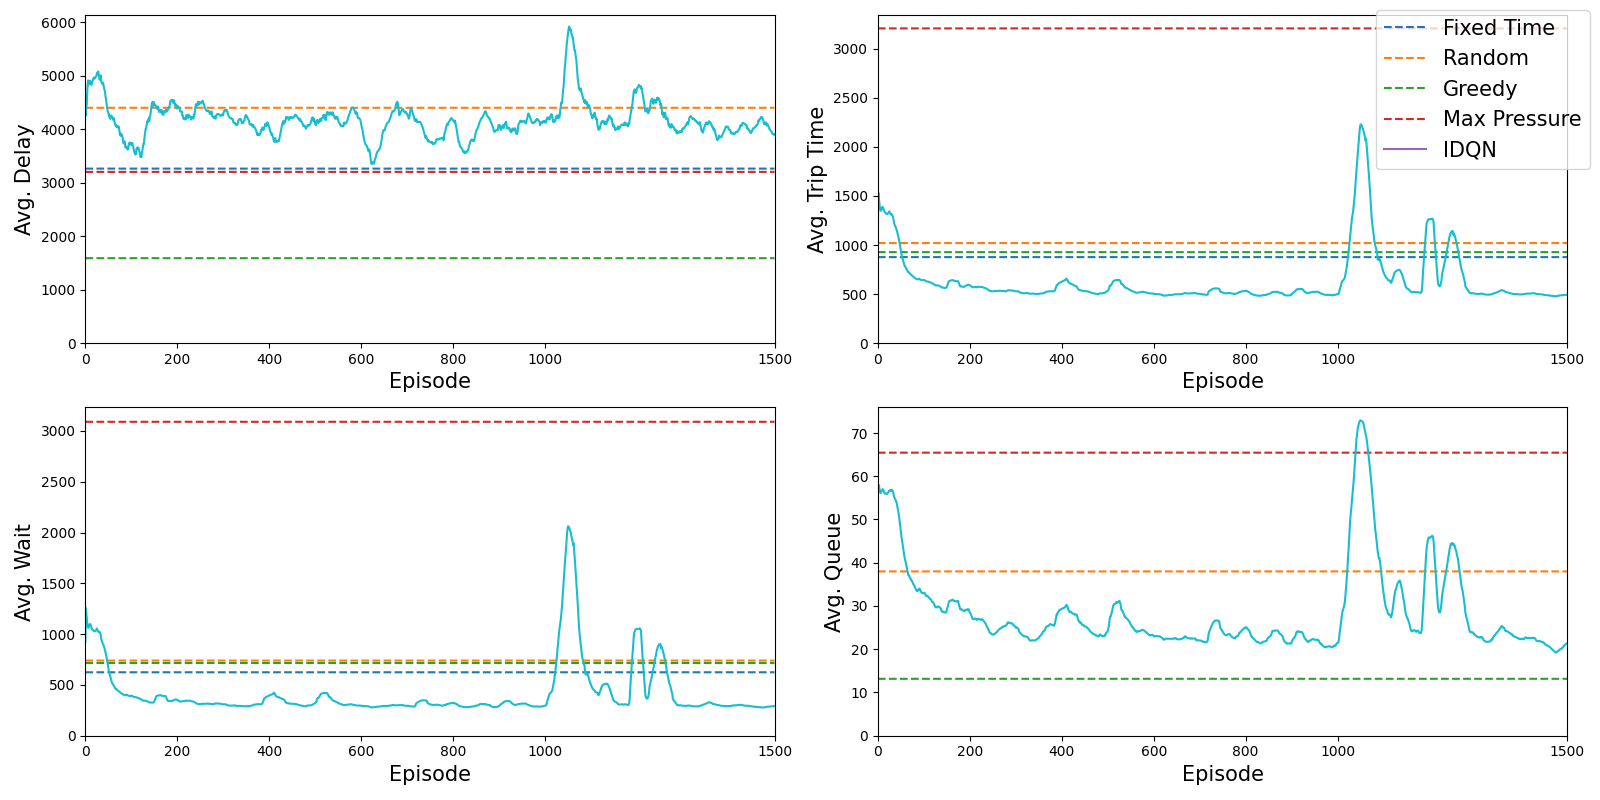 6000
5000
4000
3000
2000
1000
0
Avg. Delay
0 200 400 600 800 1000 1500
Episode
3000
2500
2000
1500
1000
500
0
Avg. Trip Time
0 200 400 600 800 1000 1500
Episode
Fixed Time
Random
Greedy
Max Pressure
IDQN
3000
2500
2000
1500
1000
500
0
Avg. Wait
0 200 400 600 800 1000 1500
Episode
70
60
50
40
30
20
10
0
Avg. Queue
0 200 400 600 800 1000 1500
Episode